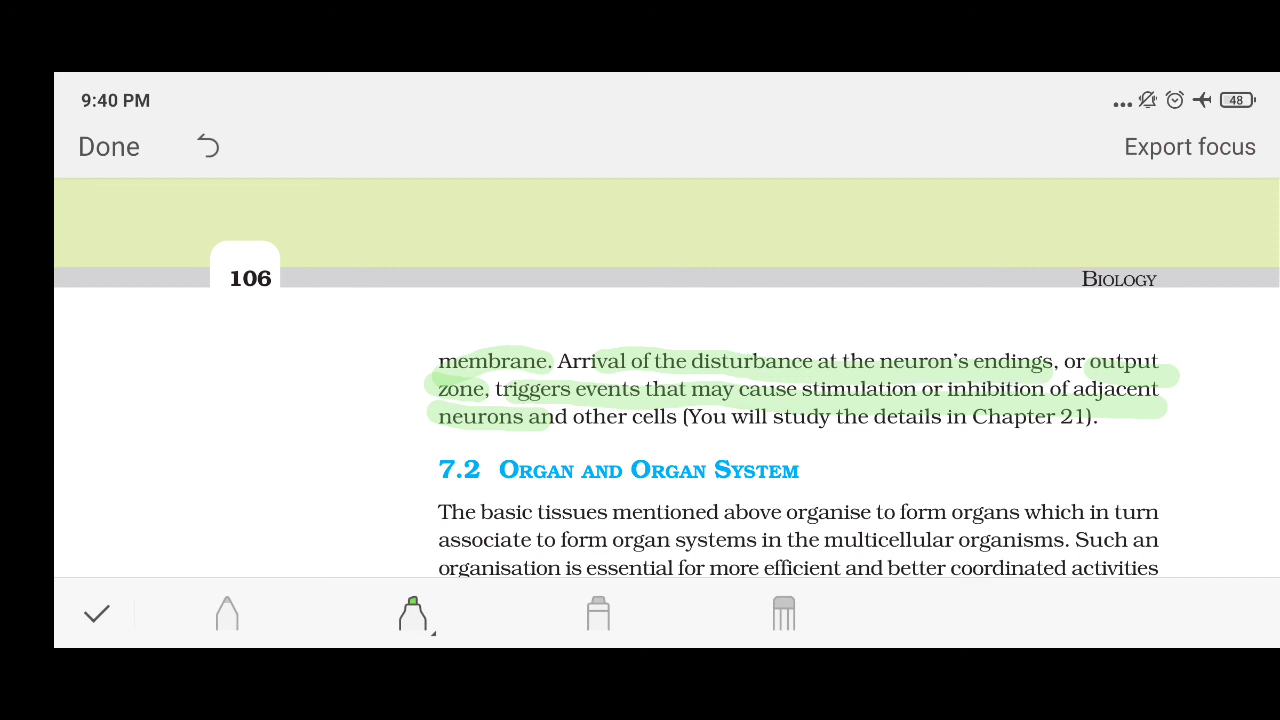 9:40 PM
48
Done
Export focus
106
BIOLOGY
membrane. Arrival of the disturbance at the neuron's endings, or output
zone, triggers events that may cause stimulation or inhibition of adjacent
neurons and other cells (You will study the details in Chapter 21).
7.2 ORGAN AND ORGAN SYSTEM
The basic tissues mentioned above organise to form organs which in turn
associate to form organ systems in the multicellular organisms. Such an
organisation is essential for more efficient and better coordinated activities